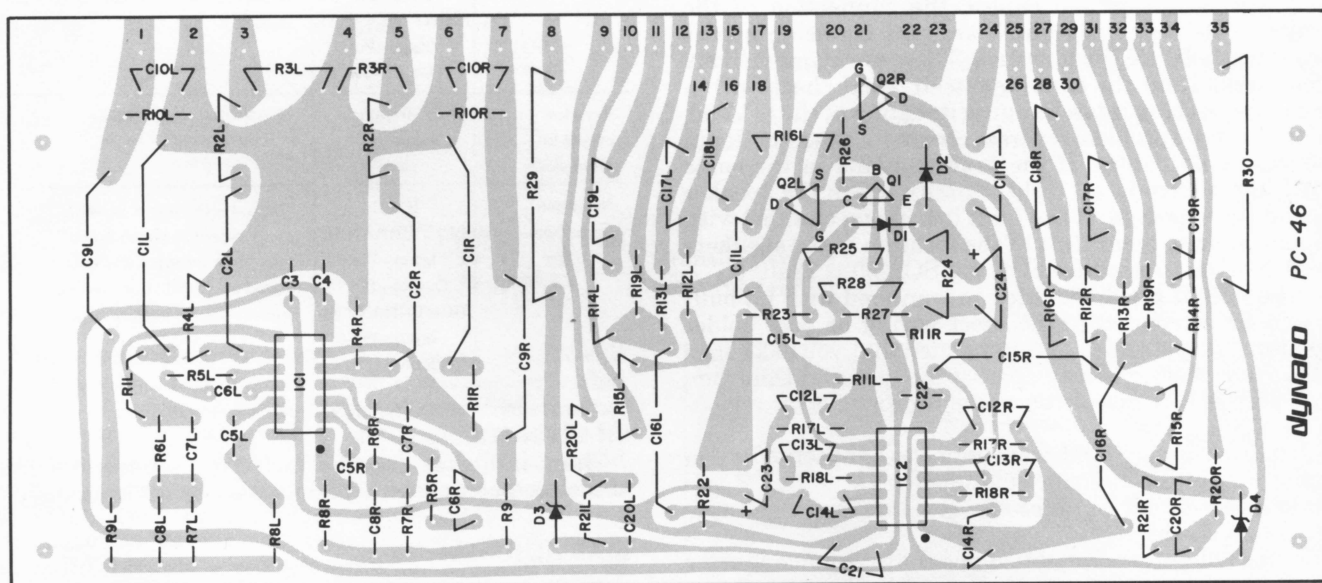 1 2 3 4 5 6 7 8 9 10 11 12 13 15 17 19 20 21 22 23 24 25 27 29 31 32 33 34 35
14 16 18 26 28 30
C10L R3L R3R C10R
R10L R2L R2R R10R
C9L C1L C2L C2R C1R R29
C3 C4
R4L R4R C9R
R1L R5L C6L IC1 R1R
C5L
R6L C7L R6R C7R
C5R R5R C6R
R9L C8L R7L R8L R8R C8R R7R R9 D3
G Q2R D S
C18L R16L R26 D2 C11R C18R
C19L C17L S Q2L D G B Q1 C E D1 C17R C19R R30
R25 C11L R24 + C24
R14L R19L R13L R12L R28 R16R R12R R13R R19R R14R
R23 R27 R11R
C15L C15R
R11L C22
R15L C16L C12L C12R C16R R15R
R17L R17R
R20L C13L C13R
C23 R18L IC2 R18R R20R
R21L C20L R22 + C14L C14R R21R C20R D4
C21
dynaco PC-46